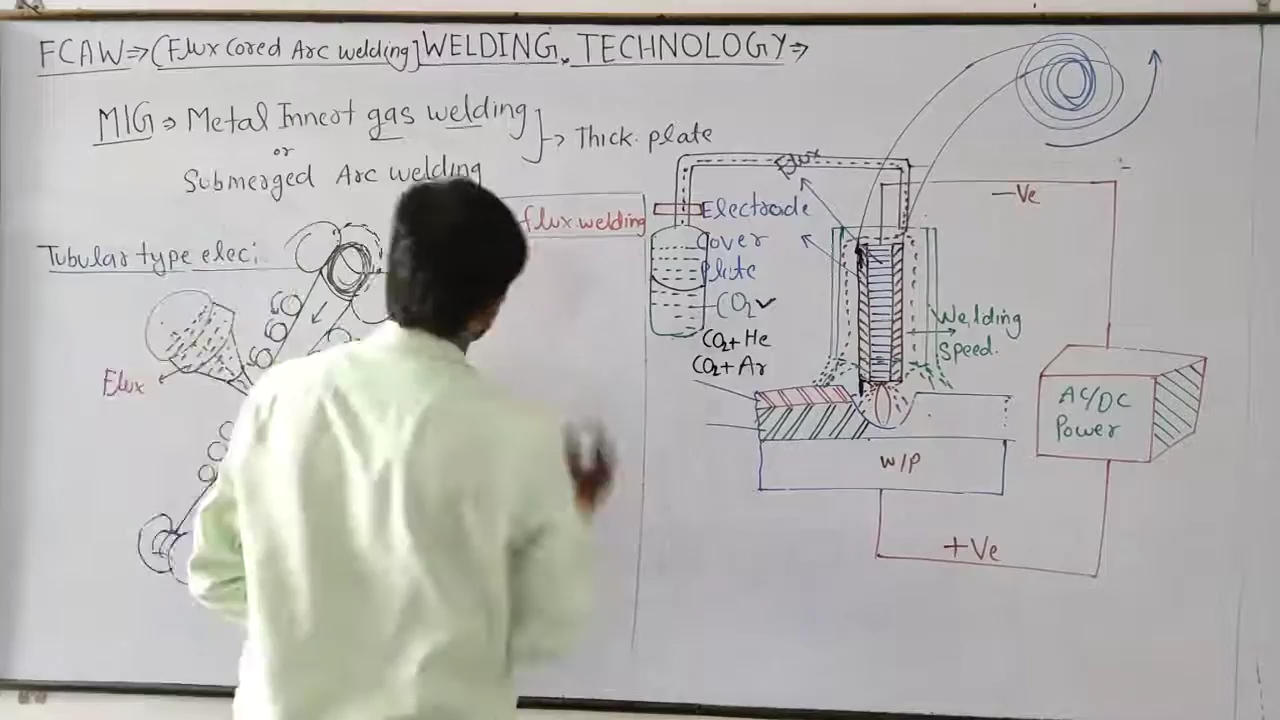 FCAW⇒(Flux Cored Arc welding] WELDING TECHNOLOGY⇒
MIG ⇒ Metal Innert gas welding
or
Submerged Arc welding
→ Thick plate
flux welding
Tubular type elec
Flux
Flux
Electrode
Cover
plate
CO2
CO2+He
CO2+Ar
Welding
Speed.
-Ve
AC/DC
Power
W/P
+Ve